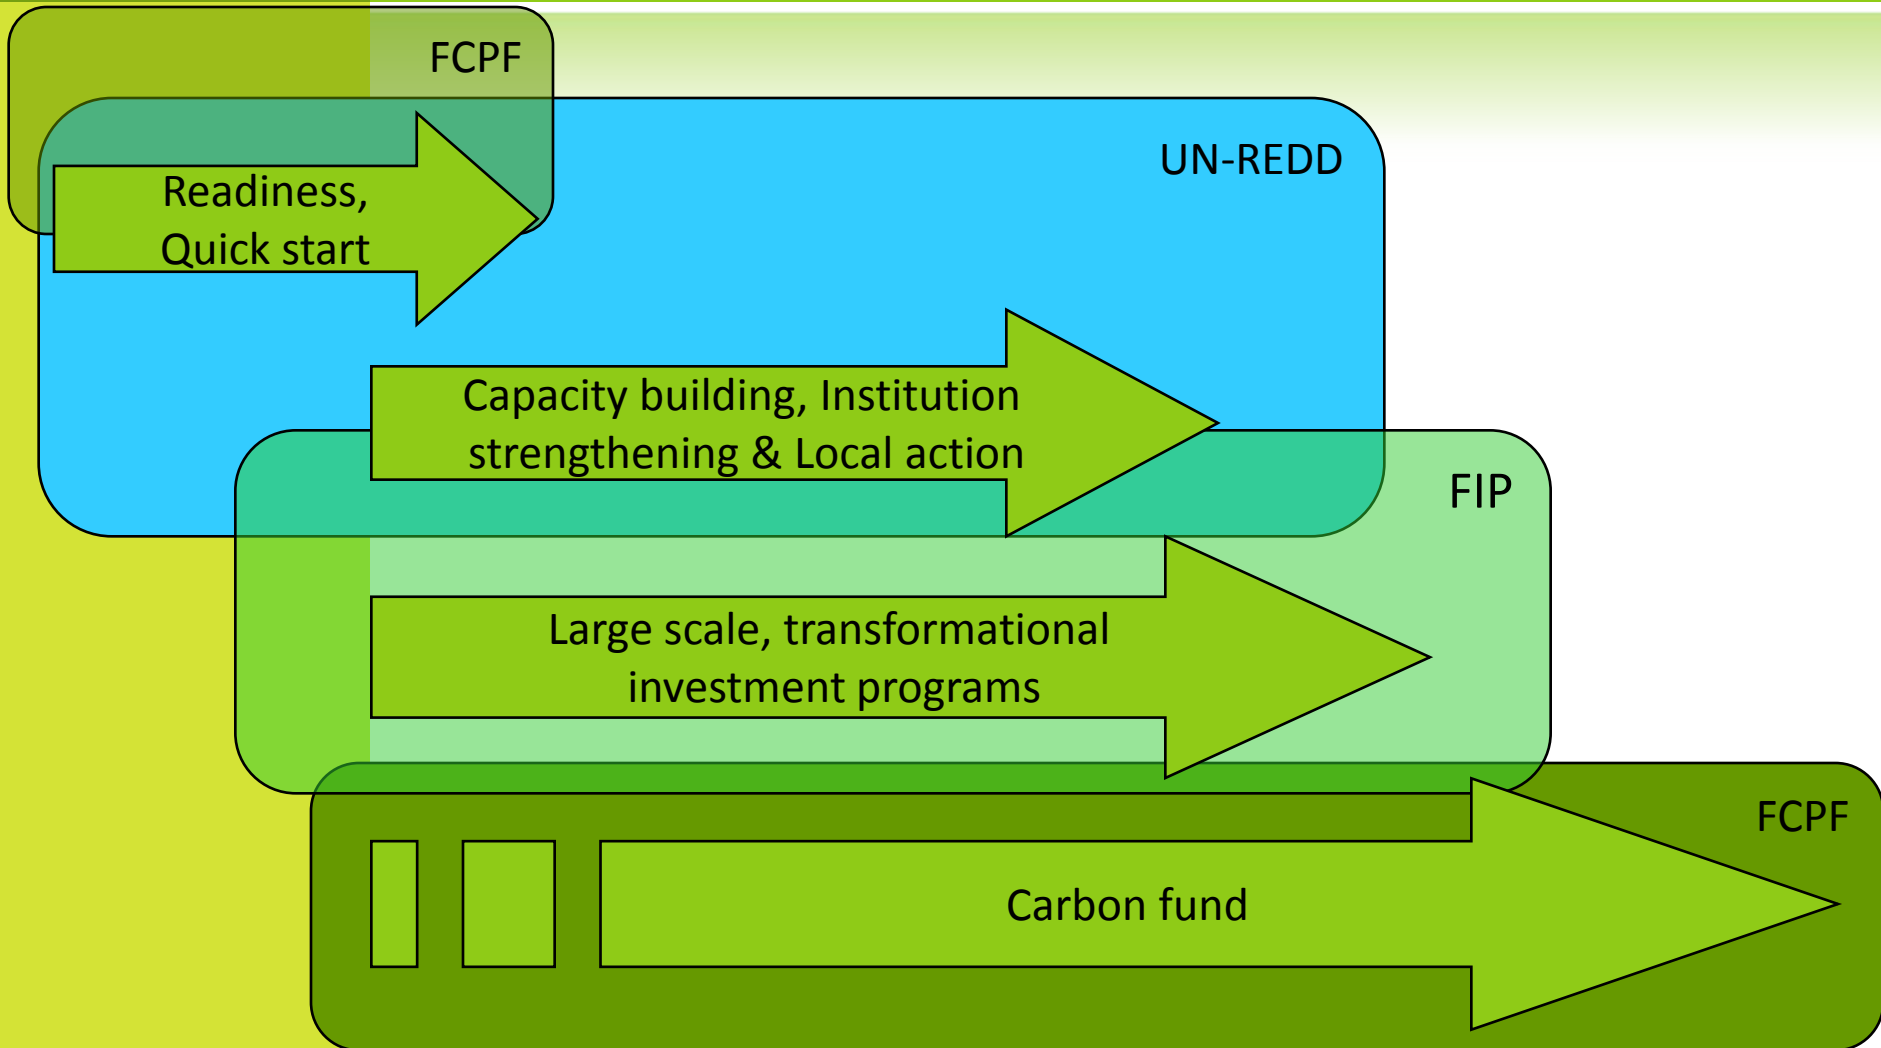 FCPF
UN-REDD
Readiness,
Quick start
Capacity building, Institution
strengthening & Local action
FIP
Large scale, transformational
investment programs
FCPF
Carbon fund